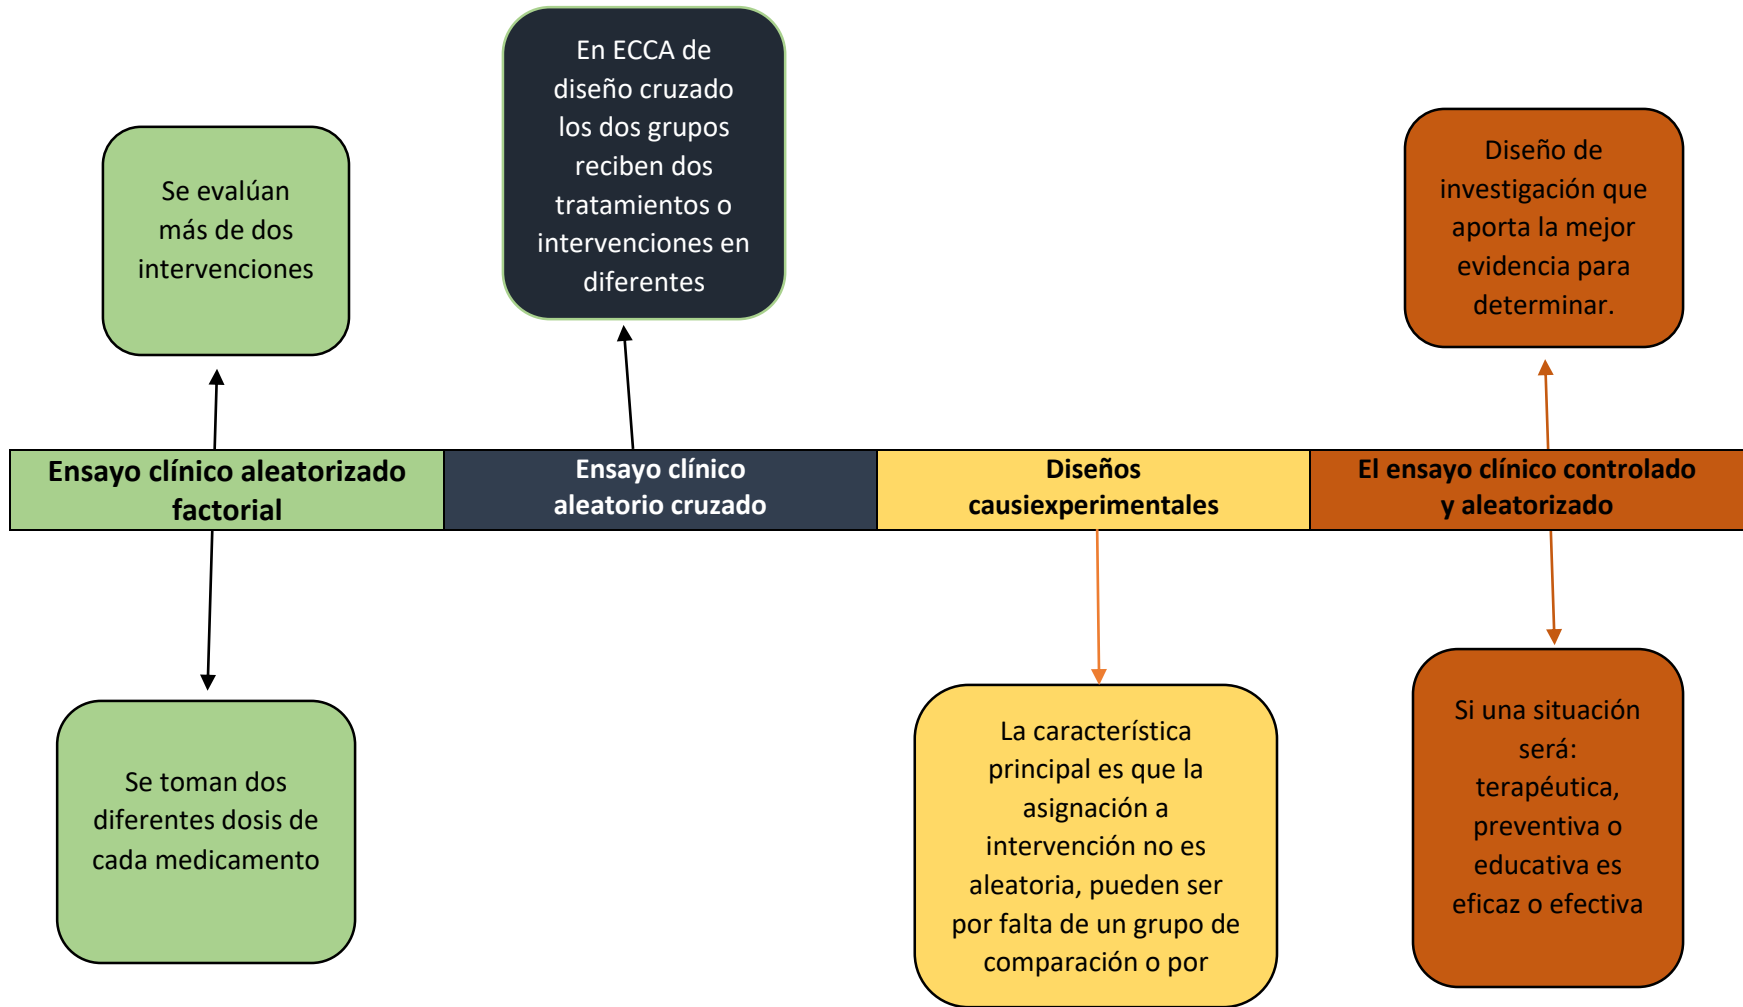 En ECCA de
diseño cruzado
los dos grupos
reciben dos
tratamientos o
intervenciones en
diferentes
Se evalúan
más de dos
intervenciones
Diseño de
investigación que
aporta la mejor
evidencia para
determinar.
Ensayo clínico aleatorizado
factorial
Ensayo clínico
aleatorio cruzado
Diseños
causiexperimentales
El ensayo clínico controlado
y aleatorizado
Se toman dos
diferentes dosis de
cada medicamento
La característica
principal es que la
asignación a
intervención no es
aleatoria, pueden ser
por falta de un grupo de
comparación o por
Si una situación
será:
terapéutica,
preventiva o
educativa es
eficaz o efectiva